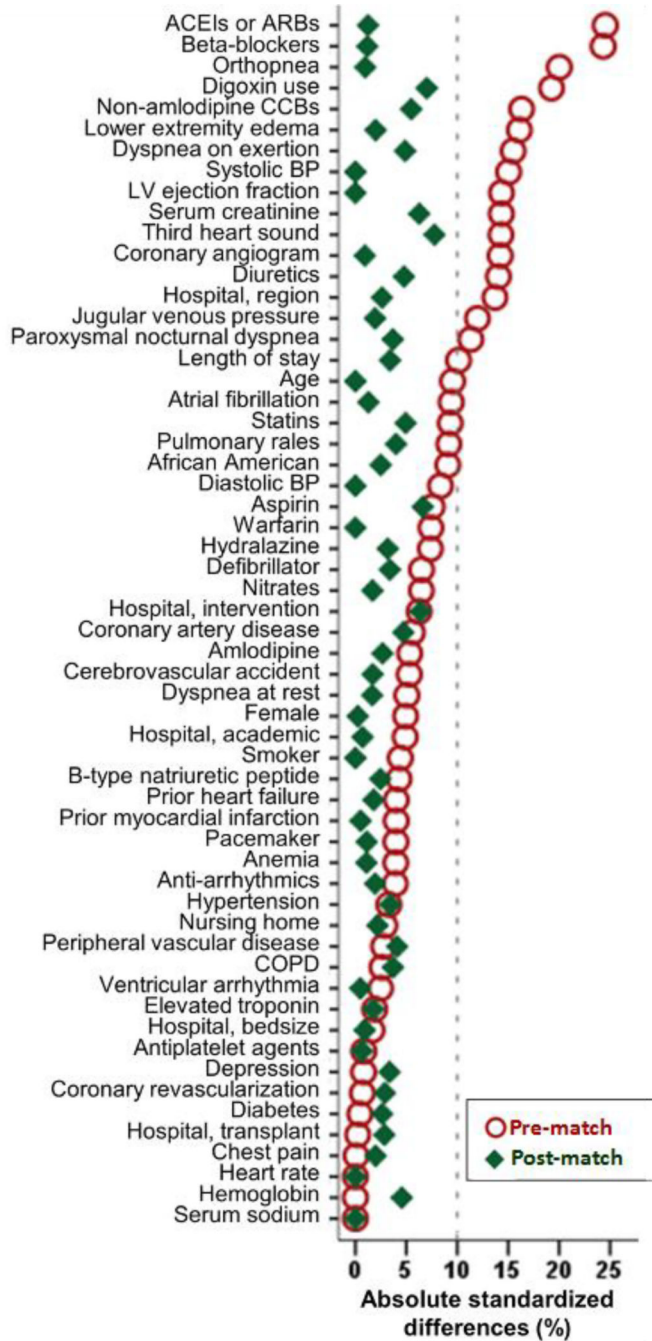 ACEIs or ARBs
Beta-blockers
Orthopnea
Digoxin use
Non-amlodipine CCBs
Lower extremity edema
Dyspnea on exertion
Systolic BP
LV ejection fraction
Serum creatinine
Third heart sound
Coronary angiogram
Diuretics
Hospital, region
Jugular venous pressure
Paroxysmal nocturnal dyspnea
Length of stay
Age
Atrial fibrillation
Statins
Pulmonary rales
African American
Diastolic BP
Aspirin
Warfarin
Hydralazine
Defibrillator
Nitrates
Hospital, intervention
Coronary artery disease
Amlodipine
Cerebrovascular accident
Dyspnea at rest
Female
Hospital, academic
Smoker
B-type natriuretic peptide
Prior heart failure
Prior myocardial infarction
Pacemaker
Anemia
Anti-arrhythmics
Hypertension
Nursing home
Peripheral vascular disease
COPD
Ventricular arrhythmia
Elevated troponin
Hospital, bedsize
Antiplatelet agents
Depression
Coronary revascularization
Diabetes
Hospital, transplant
Chest pain
Heart rate
Hemoglobin
Serum sodium
Pre-match
Post-match
0 5 10 15 20 25
Absolute standardized
differences (%)